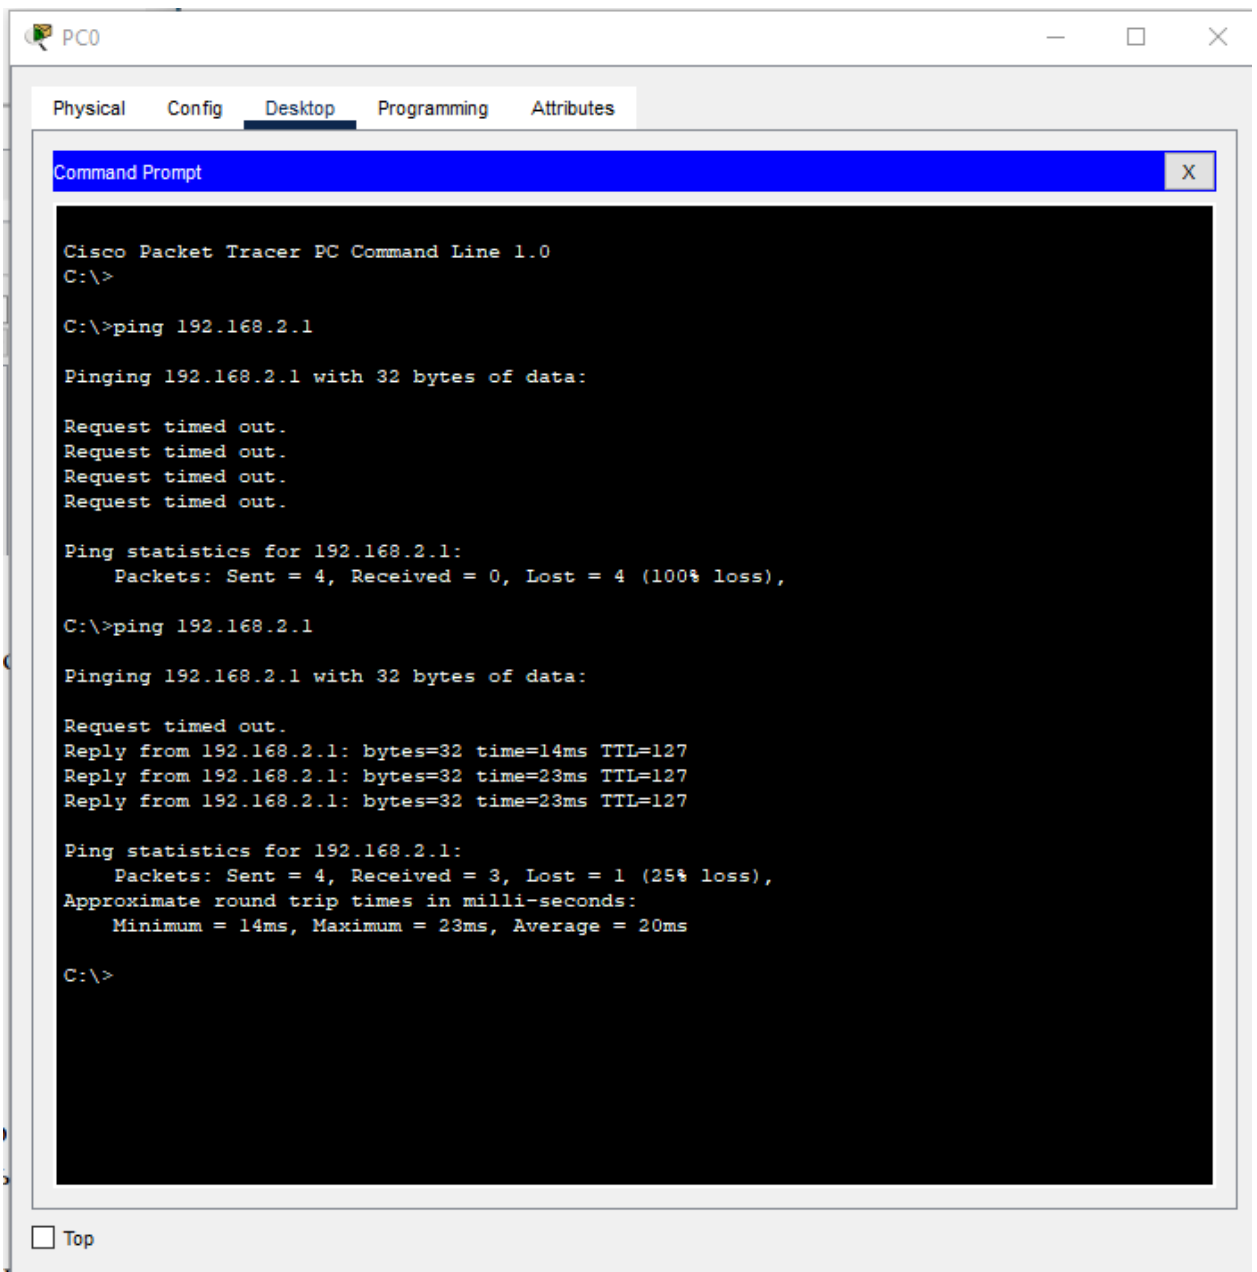 PC0
Physical Config Desktop Programming Attributes
Command Prompt X
Cisco Packet Tracer PC Command Line 1.0
C:\>
C:\>ping 192.168.2.1
Pinging 192.168.2.1 with 32 bytes of data:
Request timed out.
Request timed out.
Request timed out.
Request timed out.
Ping statistics for 192.168.2.1:
Packets: Sent = 4, Received = 0, Lost = 4 (100% loss),
C:\>ping 192.168.2.1
Pinging 192.168.2.1 with 32 bytes of data:
Request timed out.
Reply from 192.168.2.1: bytes=32 time=14ms TTL=127
Reply from 192.168.2.1: bytes=32 time=23ms TTL=127
Reply from 192.168.2.1: bytes=32 time=23ms TTL=127
Ping statistics for 192.168.2.1:
Packets: Sent = 4, Received = 3, Lost = 1 (25% loss),
Approximate round trip times in milli-seconds:
Minimum = 14ms, Maximum = 23ms, Average = 20ms
C:\>
Top